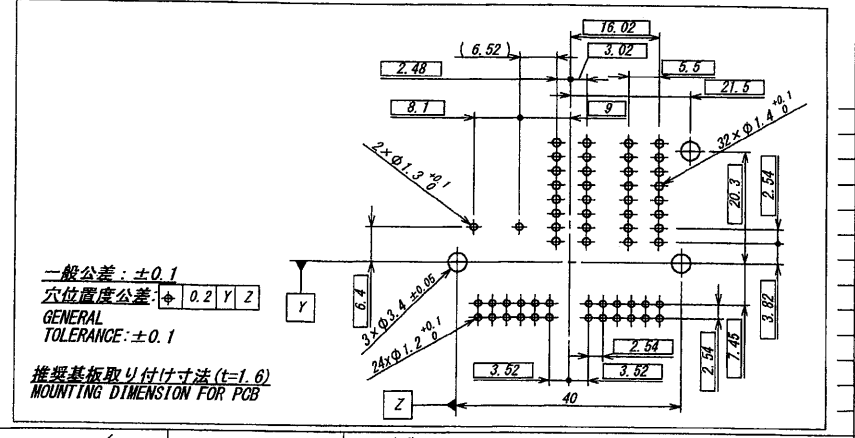 16.02
( 6.52 )
3.02
2.48
5.5
21.5
8.1
9
2×Φ1.3 +0.1 0
32×Φ1.4 +0.1 0
20.3
2.54
一般公差：±0.1
穴位置度公差: ⌖ 0.2 Y Z
GENERAL
TOLERANCE:±0.1
Y
6.4
3×Φ3.4 ±0.05
24×Φ1.2 +0.1 0
3.82
2.54
7.45
2.54
3.52
3.52
推奨基板取り付け寸法(t=1.6)
MOUNTING DIMENSION FOR PCB
Z
40